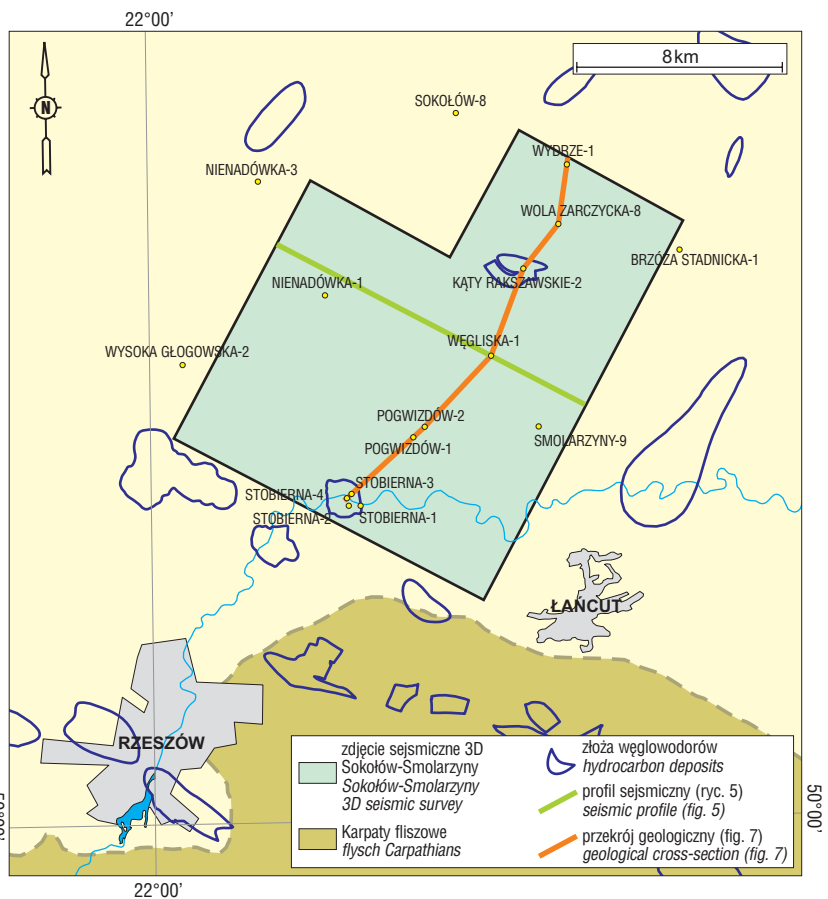 22°00'
8km
N
SOKOŁÓW-8
WYDRZE-1
NIENADÓWKA-3
WOLA ZARCZYCKA-8
BRZÓZA STADNICKA-1
KĄTY RAKSZAWSKIE-2
NIENADÓWKA-1
WĘGLISKA-1
WYSOKA GŁOGOWSKA-2
POGWIZDÓW-2
SMOLARZYNY-9
POGWIZDÓW-1
STOBIERNA-3
STOBIERNA-4
STOBIERNA-2
STOBIERNA-1
ŁAŃCUT
RZESZÓW
zdjęcie sejsmiczne 3D
Sokołów-Smolarzyny
Sokołów-Smolarzyny
3D seismic survey
Karpaty fliszowe
flysch Carpathians
złoża węglowodorów
hydrocarbon deposits
profil sejsmiczny (ryc. 5)
seismic profile (fig. 5)
przekrój geologiczny (fig. 7)
geological cross-section (fig. 7)
50°00'
22°00'